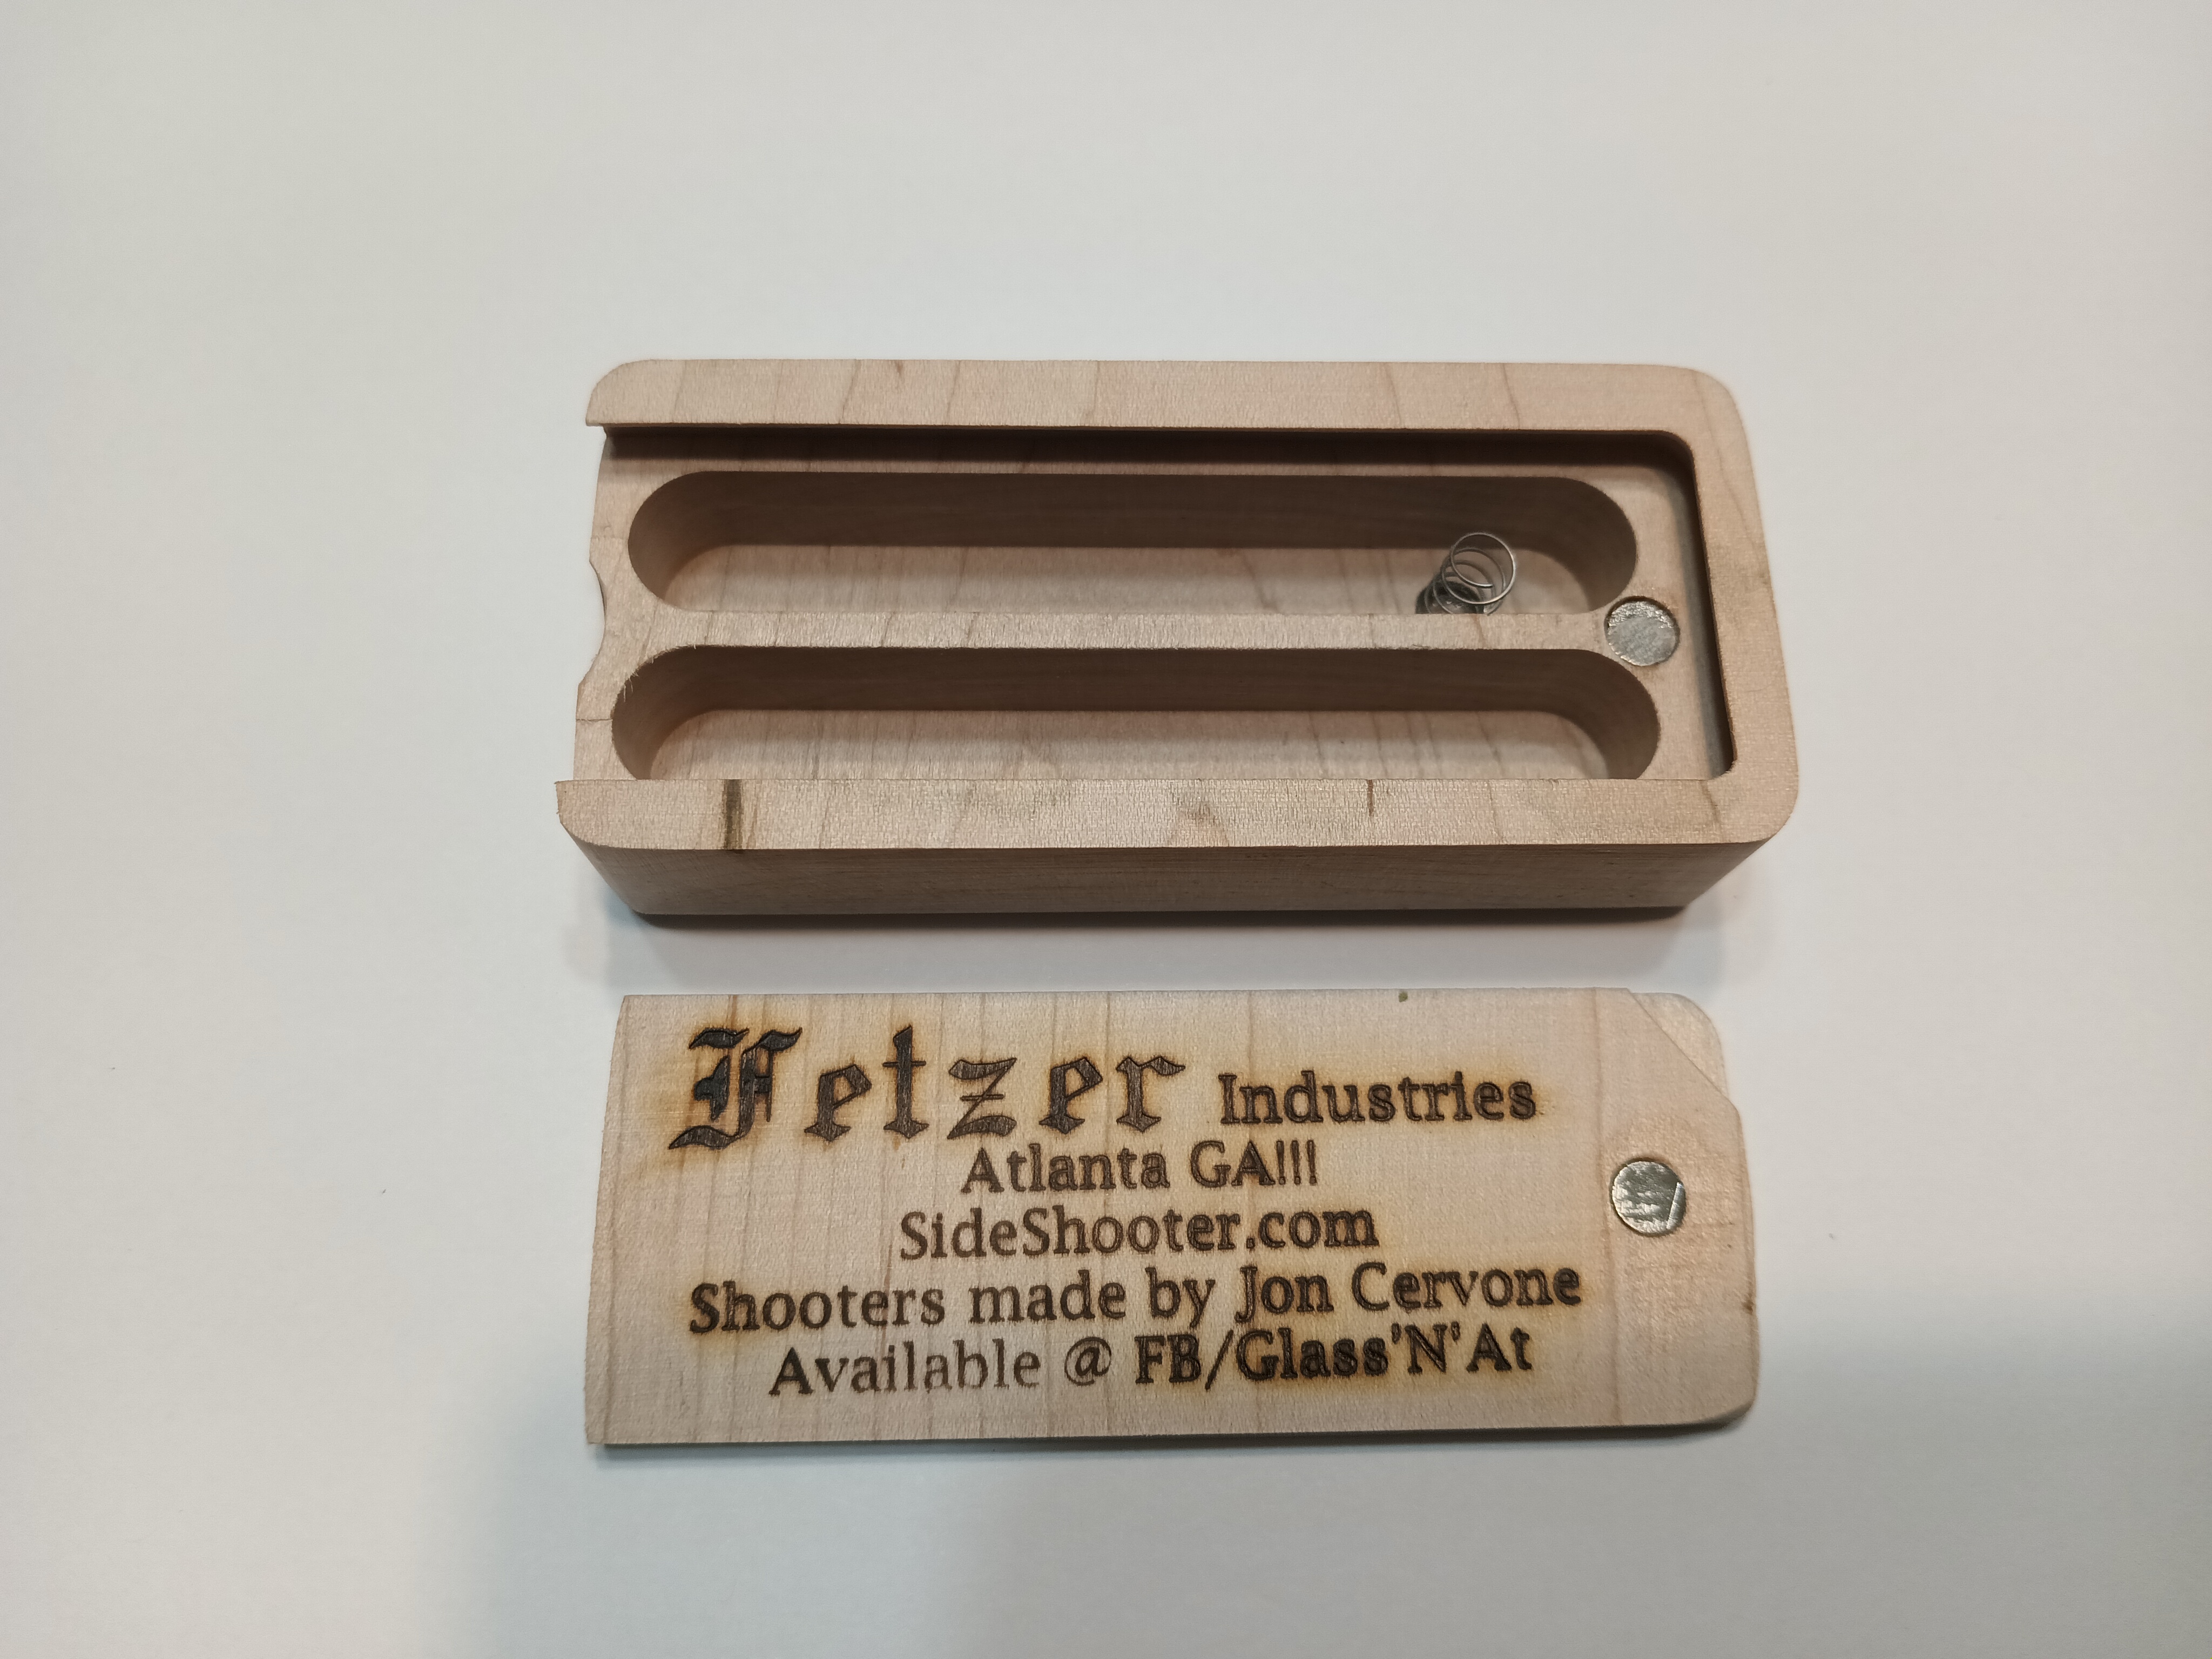 Fetzer Industries
Atlanta GA!!!
SideShooter.com
Shooters made by Jon Cervone
Available @ FB/Glass'N'At